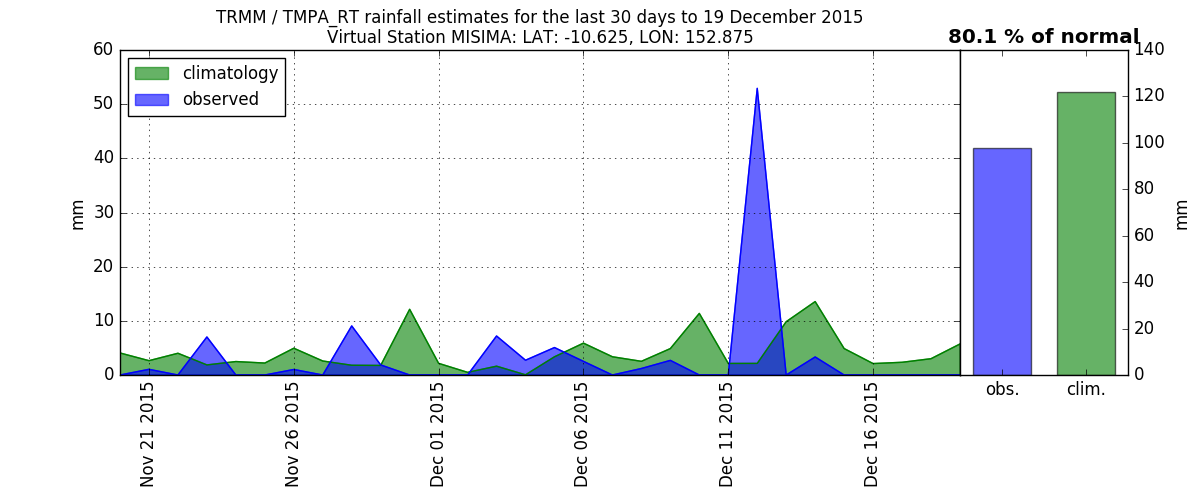 TRMM / TMPA_RT rainfall estimates for the last 30 days to 19 December 2015
Virtual Station MISIMA: LAT: -10.625, LON: 152.875
80.1 % of normal
climatology
observed
60
50
40
30
20
10
0
mm
Nov 21 2015
Nov 26 2015
Dec 01 2015
Dec 06 2015
Dec 11 2015
Dec 16 2015
140
120
100
80
60
40
20
0
mm
obs.
clim.